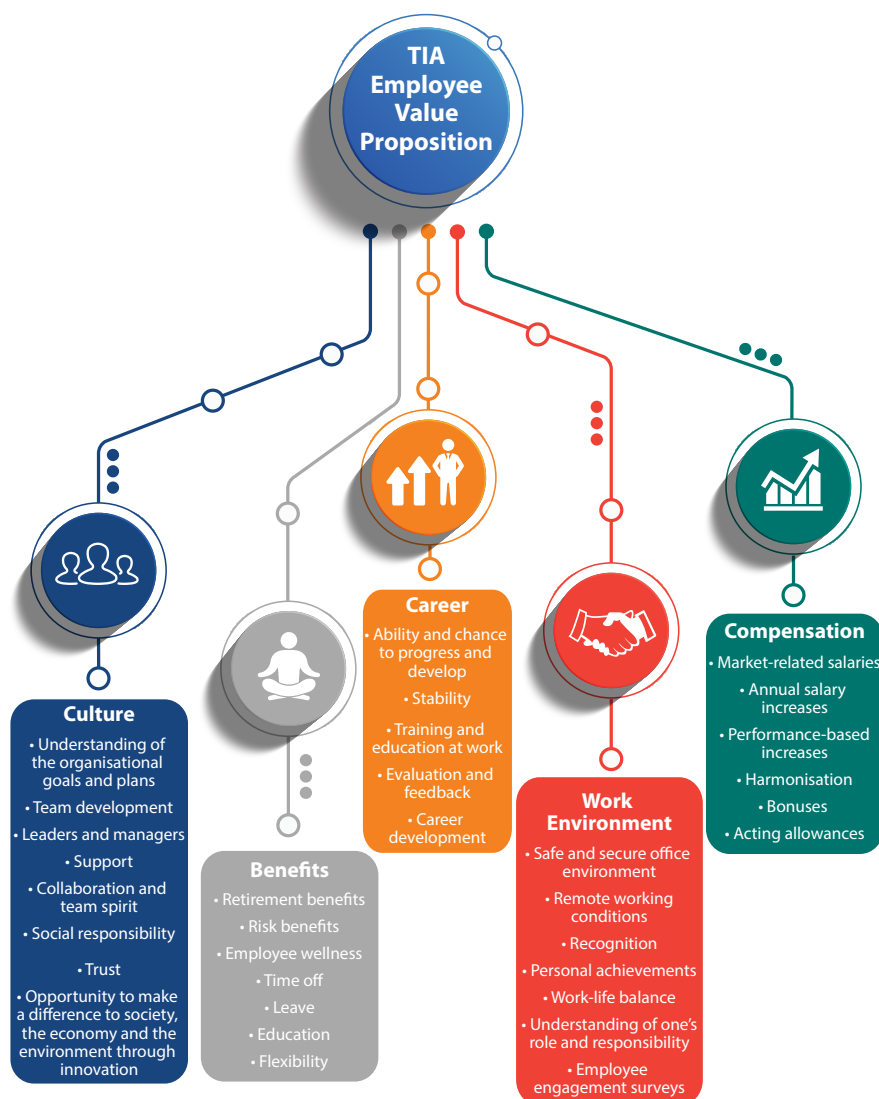 TIA
Employee
Value
Proposition
Culture
• Understanding of
the organisational
goals and plans
• Team development
• Leaders and managers
• Support
• Collaboration and
team spirit
• Social responsibility
• Trust
• Opportunity to make
a difference to society,
the economy and the
environment through
innovation
Benefits
• Retirement benefits
• Risk benefits
• Employee wellness
• Time off
• Leave
• Education
• Flexibility
Career
• Ability and chance
to progress and
develop
• Stability
• Training and
education at work
• Evaluation and
feedback
• Career
development
Work
Environment
• Safe and secure office
environment
• Remote working
conditions
• Recognition
• Personal achievements
• Work-life balance
• Understanding of one’s
role and responsibility
• Employee
engagement surveys
Compensation
• Market-related salaries
• Annual salary
increases
• Performance-based
increases
• Harmonisation
• Bonuses
• Acting allowances